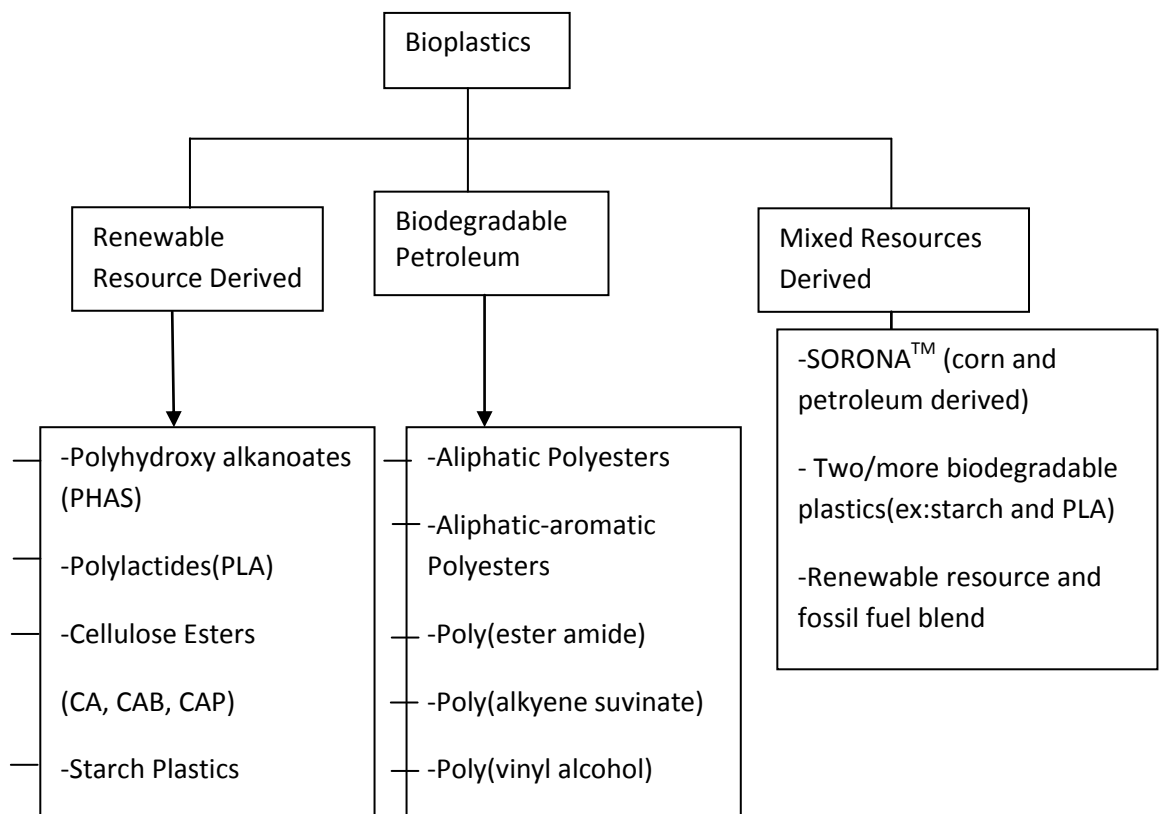 Bioplastics
Renewable
Resource Derived
Biodegradable
Petroleum
Mixed Resources
Derived
-Polyhydroxy alkanoates
(PHAS)
-Polylactides(PLA)
-Cellulose Esters
(CA, CAB, CAP)
-Starch Plastics
-Aliphatic Polyesters
-Aliphatic-aromatic
Polyesters
-Poly(ester amide)
-Poly(alkyene suvinate)
-Poly(vinyl alcohol)
-SORONA™ (corn and
petroleum derived)
- Two/more biodegradable
plastics(ex:starch and PLA)
-Renewable resource and
fossil fuel blend